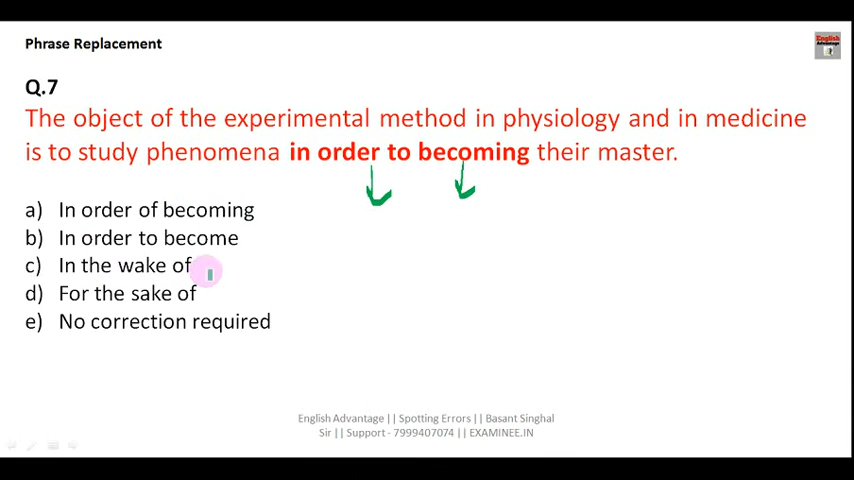 Phrase Replacement
English
Advantage
Q.7
The object of the experimental method in physiology and in medicine
is to study phenomena in order to becoming their master.
a) In order of becoming
b) In order to become
c) In the wake of
d) For the sake of
e) No correction required
English Advantage || Spotting Errors || Basant Singhal
Sir || Support - 7999407074 || EXAMINEE.IN